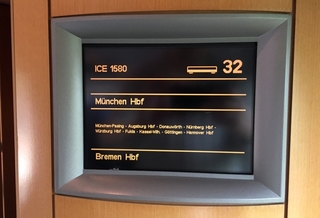 ICE 1580 32
München Hbf
München-Pasing - Augsburg Hbf - Donauwörth - Nürnberg Hbf -
Würzburg Hbf - Fulda - Kassel-Wilh. - Göttingen - Hannover Hbf
Bremen Hbf